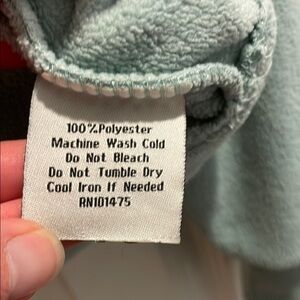 100%Polyester
Machine Wash Cold
Do Not Bleach
Do Not Tumble Dry
Cool Iron If Needed
RN101475